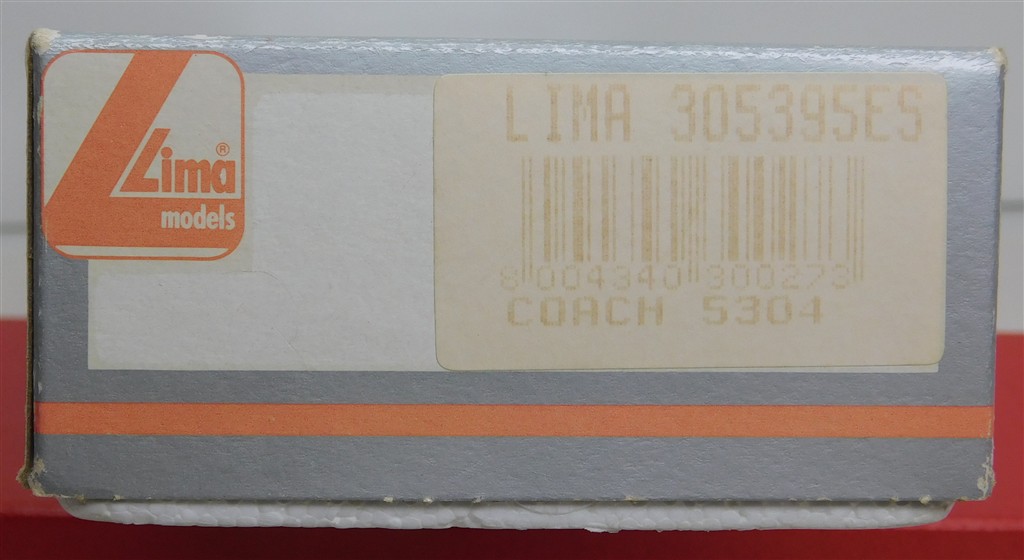 Lima®
models
LIMA 305395ES
8 004340 300273
COACH 5304